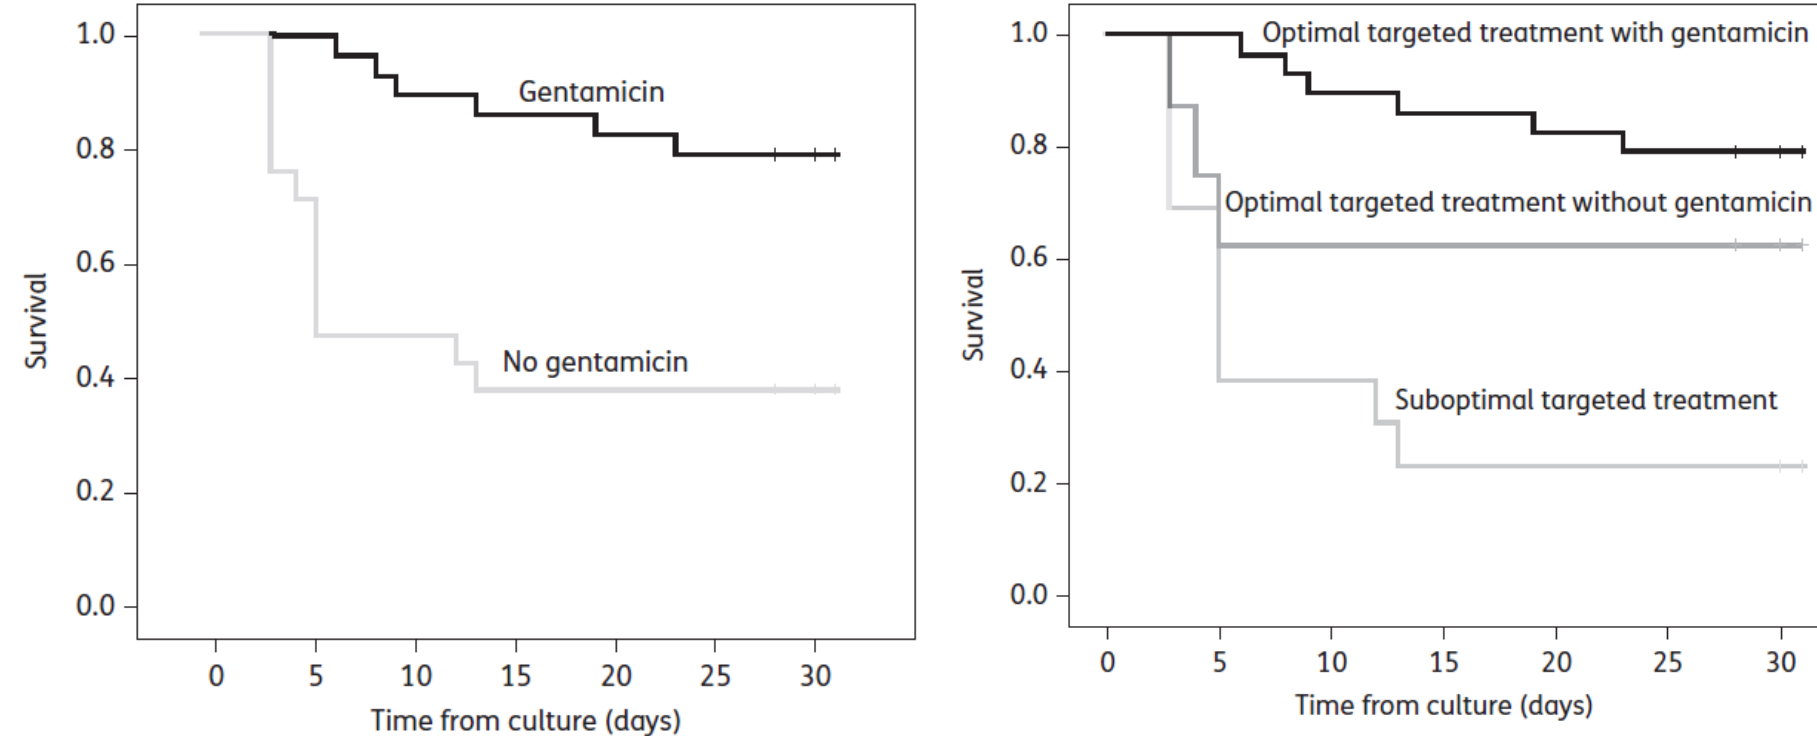 1.0
Gentamicin
0.8
0.6
Survival
No gentamicin
0.4
0.2
0.0
0 5 10 15 20 25 30
Time from culture (days)
1.0
Optimal targeted treatment with gentamicin
0.8
Optimal targeted treatment without gentamicin
0.6
Survival
0.4
Suboptimal targeted treatment
0.2
0.0
0 5 10 15 20 25 30
Time from culture (days)